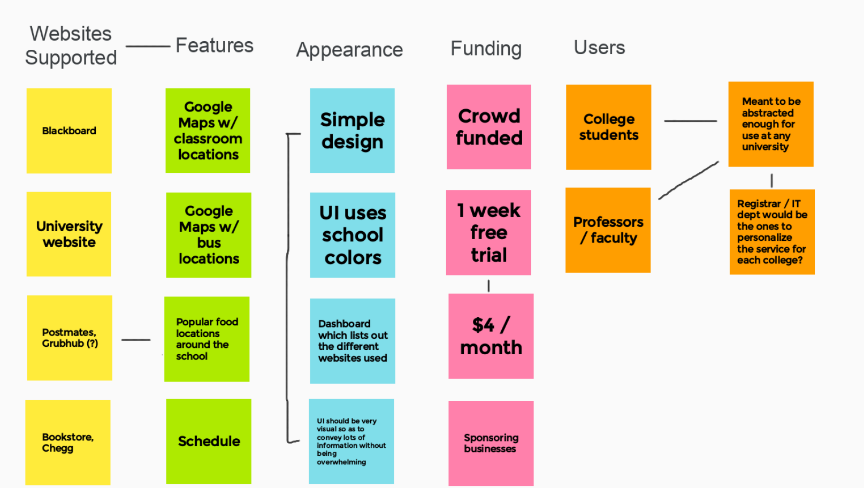 Websites
Supported
Features
Appearance
Funding
Users
Blackboard
Google
Maps w/
classroom
locations
Simple
design
Crowd
funded
College
students
Meant to be
abstracted
enough for
use at any
university
University
website
Google
Maps w/
bus
locations
UI uses
school
colors
1 week
free
trial
Professors
/ faculty
Registrar / IT
dept would be
the ones to
personalize
the service for
each college?
Postmates,
Grubhub (?)
Popular food
locations
around the
school
Dashboard
which lists out
the different
websites used
$4 /
month
Bookstore,
Chegg
Schedule
UI should be very
visual so as to
convey lots of
information without
being
overwhelming
Sponsoring
businesses